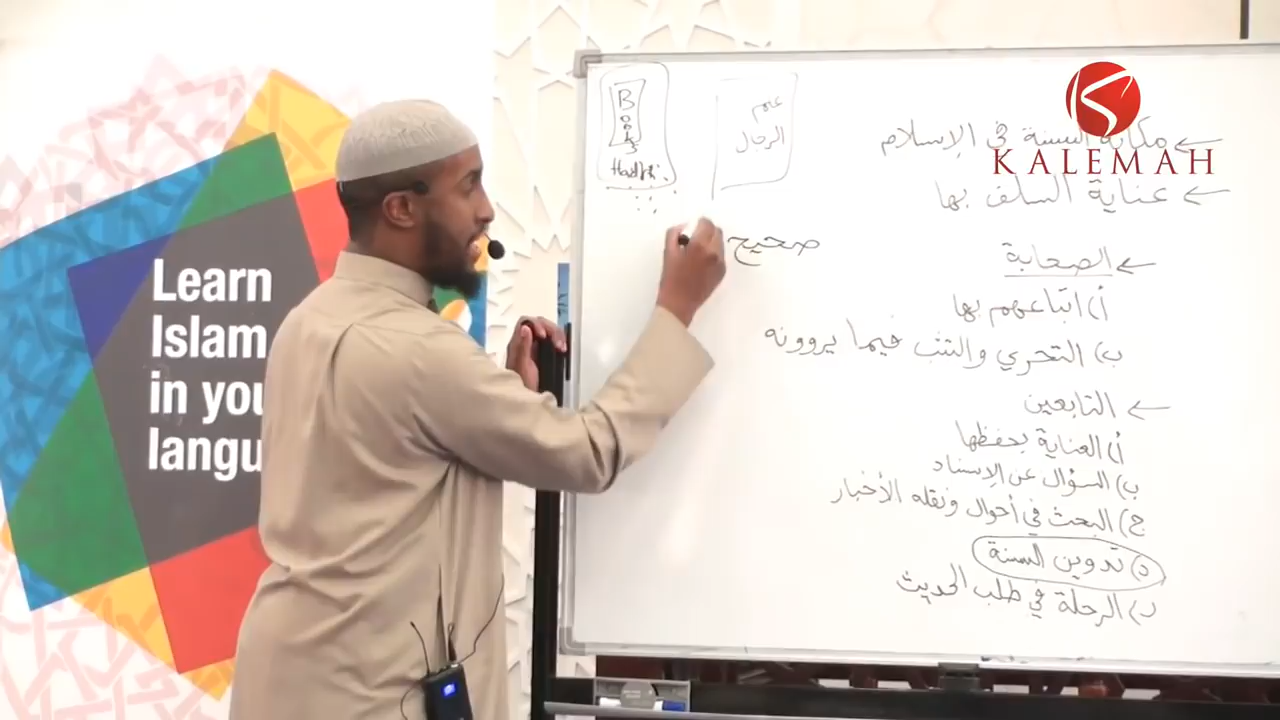 Learn
Islam
in you
langu
B
o
o
k
s
علم
الرجال
صحيح
KALEMAH
← مكانة السنة في الإسلام
← عناية السلف بها
← الصحابة
أ) اتباعهم بها
ب) التحري والتثبت فيما يروونه
← التابعين
أ) العناية بحفظها
ب) السؤال عن الإسناد
ج) البحث في أحوال ونقله الأخبار
د) تدوين السنة
ر) الرحلة في طلب الحديث